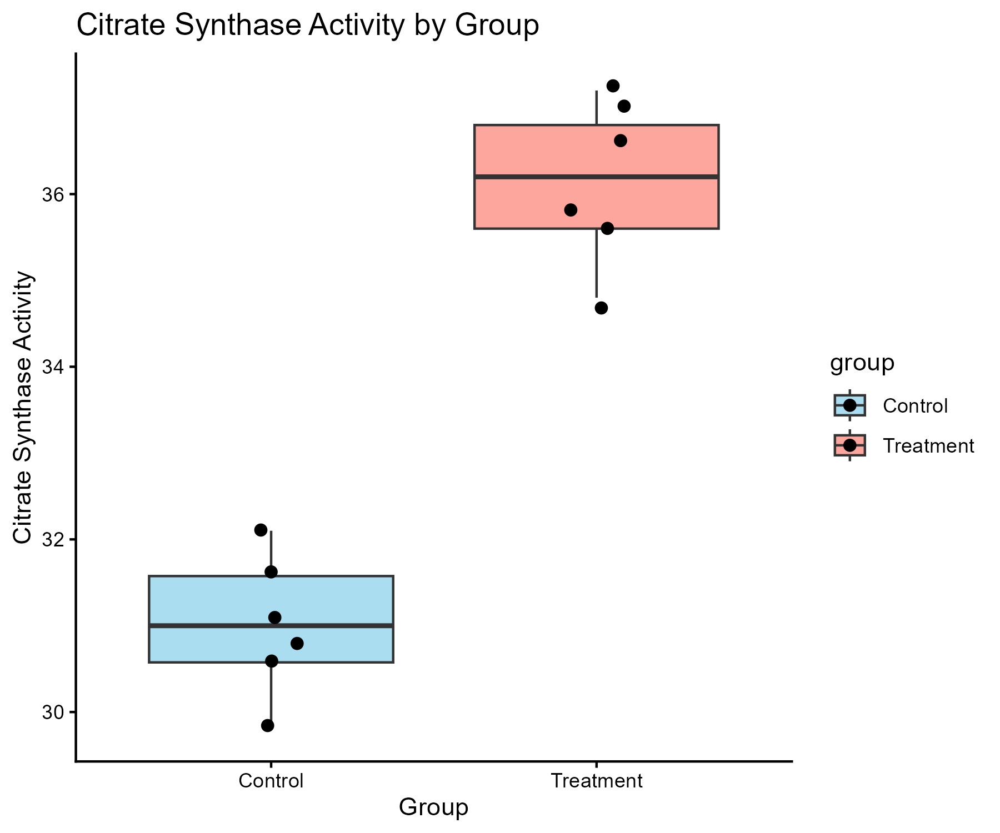 Citrate Synthase Activity by Group
Citrate Synthase Activity
36
34
32
30
Control
Treatment
Group
group
Control
Treatment